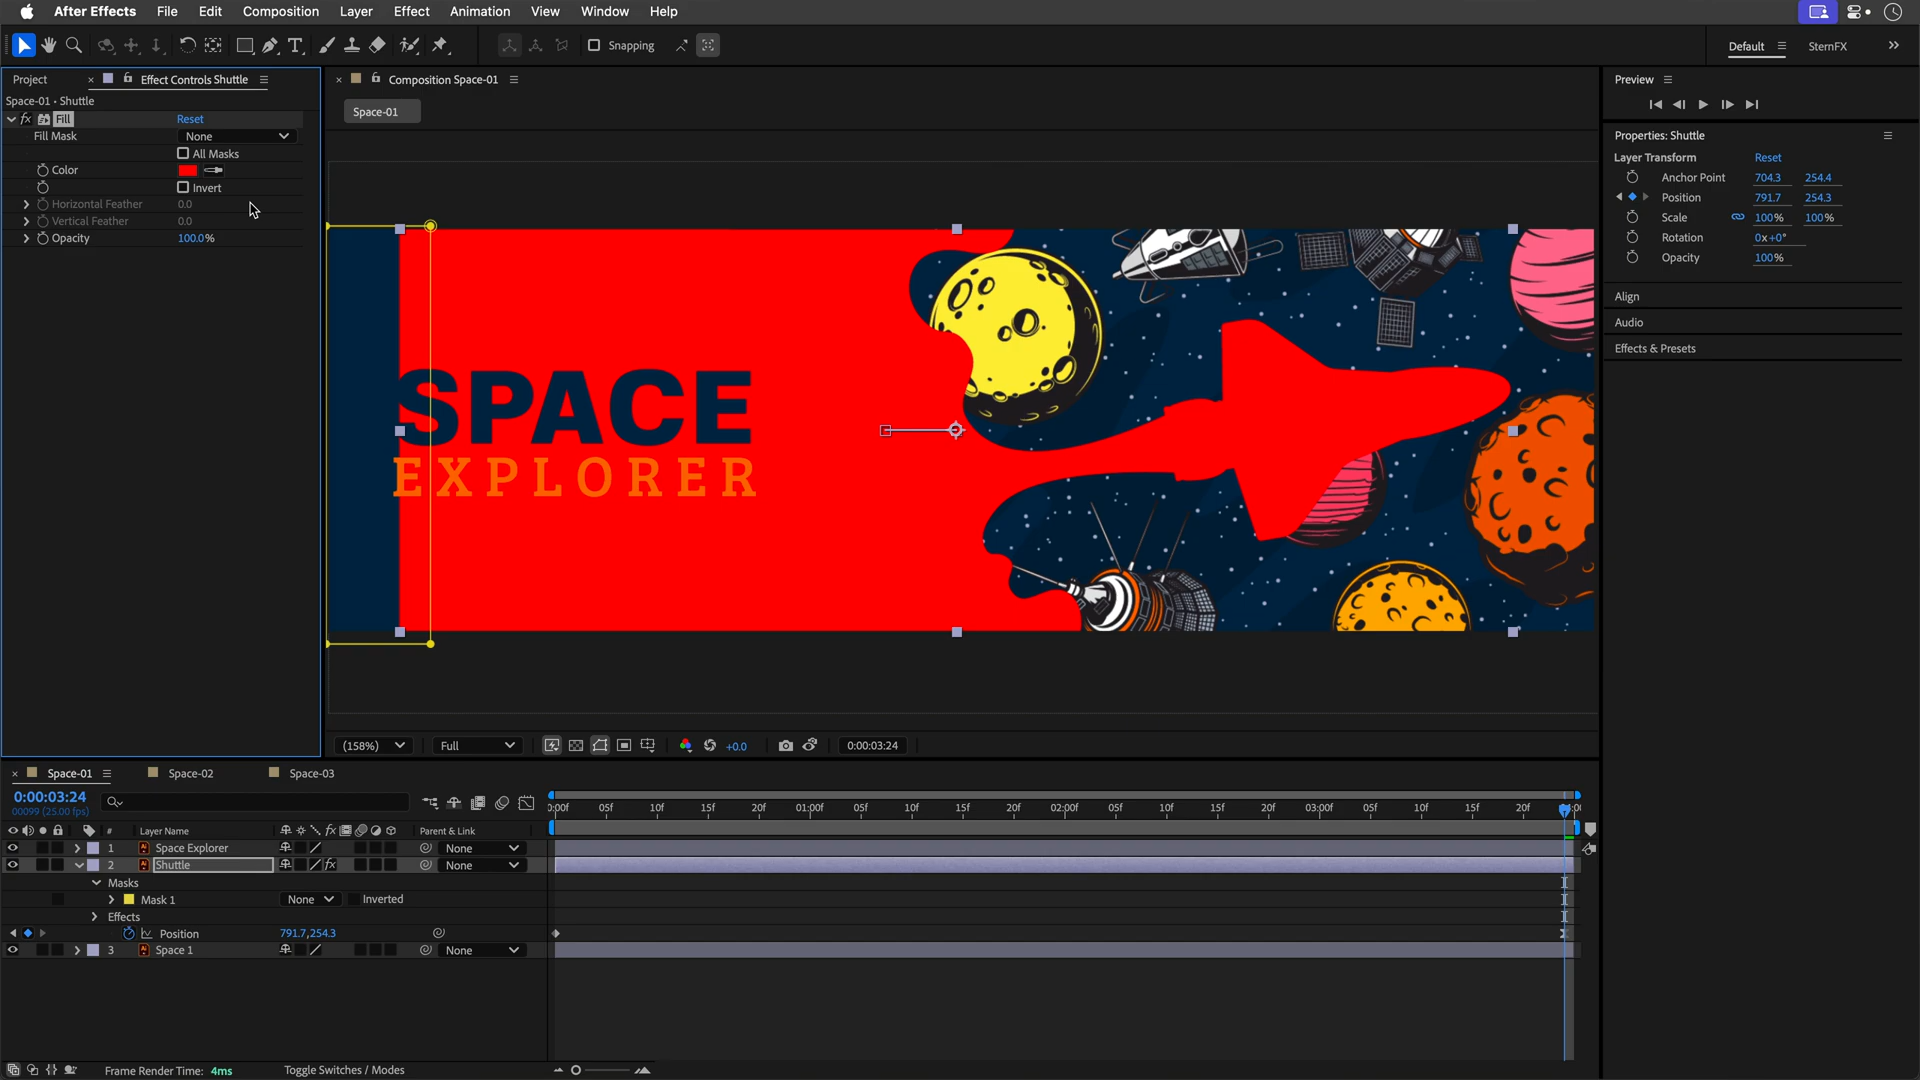 After Effects File Edit Composition Layer Effect Animation View Window Help
Snapping
Default
SternFX
Project
Effect Controls Shuttle
Composition Space-01
Preview
Space-01 • Shuttle
Space-01
fx Fill Reset
Fill Mask None
All Masks
Color
Invert
Horizontal Feather 0.0
Vertical Feather 0.0
Opacity 100.0%
SPACE
EXPLORER
Properties: Shuttle
Layer Transform Reset
Anchor Point 704.3 254.4
Position 791.7 254.3
Scale 100% 100%
Rotation 0x+0°
Opacity 100%
Align
Audio
Effects & Presets
(158%) Full +0.0 0:00:03:24
Space-01 Space-02 Space-03
0:00:03:24
00099 (25.00 fps)
:00f 05f 10f 15f 20f 01:00f 05f 10f 15f 20f 02:00f 05f 10f 15f 20f 03:00f 05f 10f 15f 20f
# Layer Name fx Parent & Link
1 Space Explorer None
2 Shuttle fx None
Masks
Mask 1 None Inverted
Effects
Position 791.7,254.3
3 Space 1 None
Frame Render Time: 4ms Toggle Switches / Modes